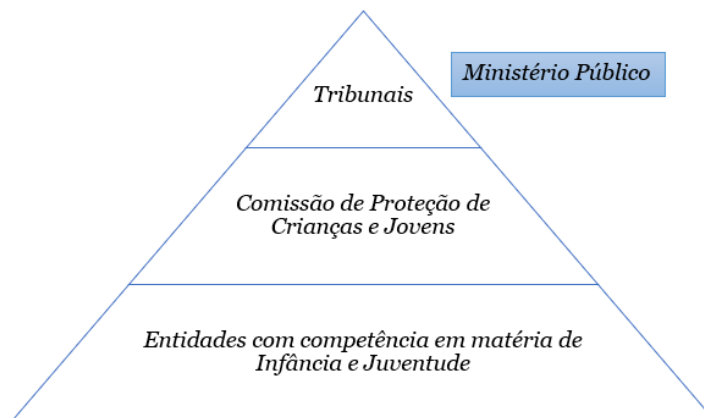 Ministério Público
Tribunais
Comissão de Proteção de
Crianças e Jovens
Entidades com competência em matéria de
Infância e Juventude